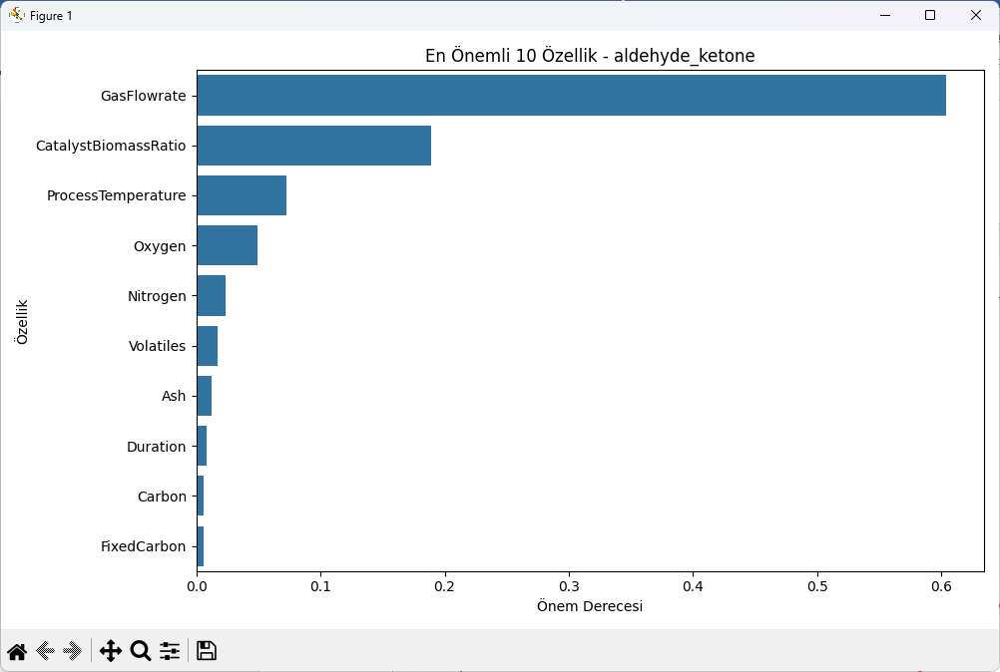 Figure 1
En Önemli 10 Özellik - aldehyde_ketone
GasFlowrate
CatalystBiomassRatio
ProcessTemperature
Oxygen
Nitrogen
Volatiles
Ash
Duration
Carbon
FixedCarbon
Özellik
0.0 0.1 0.2 0.3 0.4 0.5 0.6
Önem Derecesi